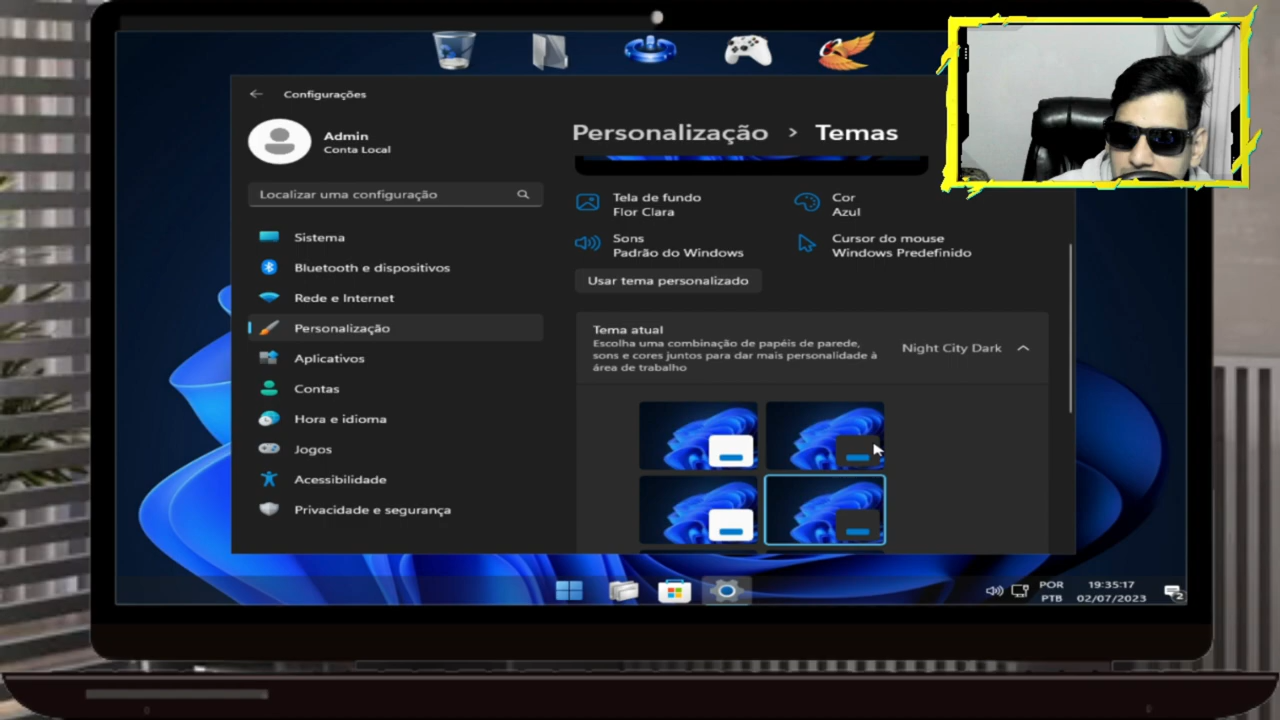 Configurações
Admin
Conta Local
Localizar uma configuração
Sistema
Bluetooth e dispositivos
Rede e Internet
Personalização
Aplicativos
Contas
Hora e idioma
Jogos
Acessibilidade
Privacidade e segurança
Personalização > Temas
Tela de fundo
Flor Clara
Cor
Azul
Sons
Padrão do Windows
Cursor do mouse
Windows Predefinido
Usar tema personalizado
Tema atual
Escolha uma combinação de papéis de parede,
sons e cores juntos para dar mais personalidade à
área de trabalho
Night City Dark
POR
PTB
19:35:17
02/07/2023
2